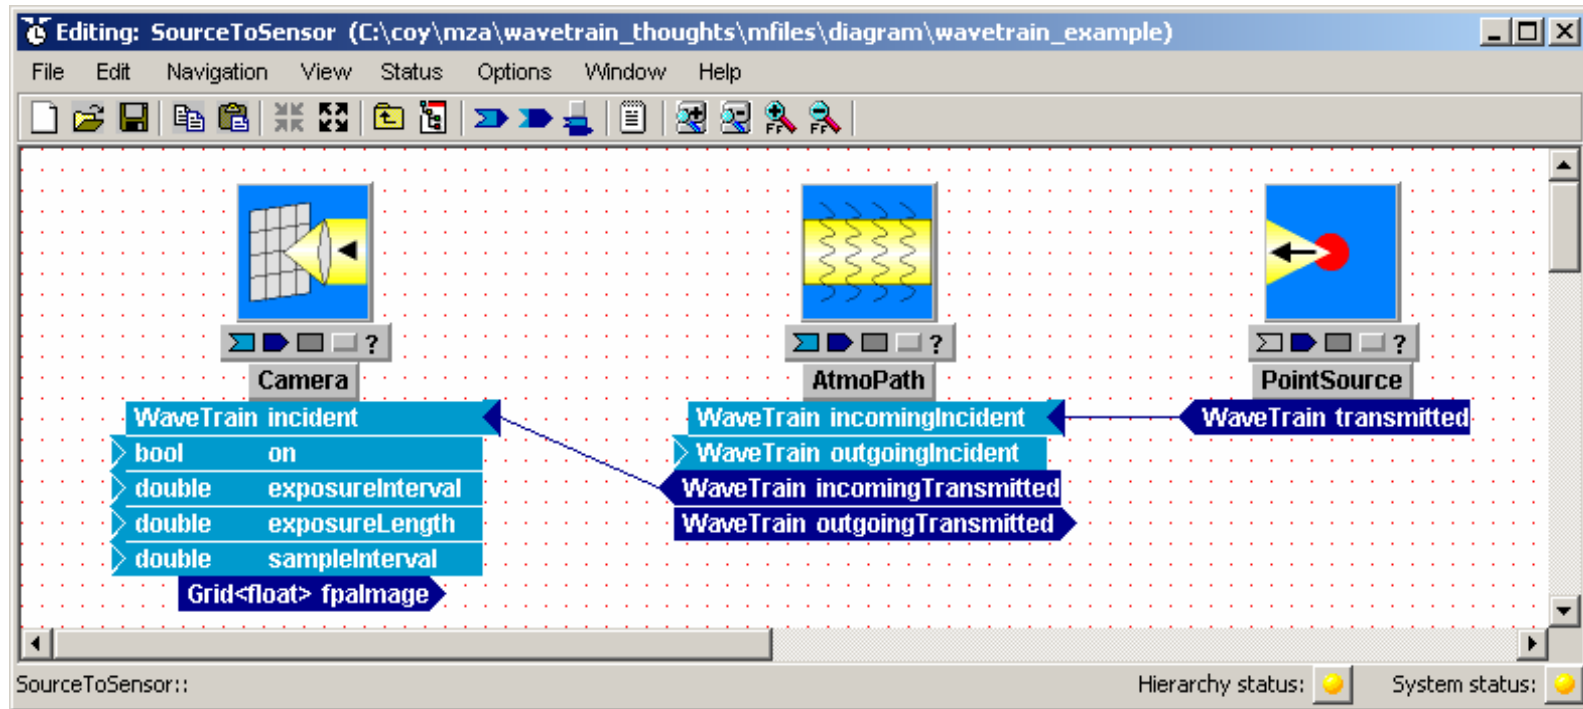 Editing: SourceToSensor (C:\coy\mza\wavetrain_thoughts\mfiles\diagram\wavetrain_example)
File Edit Navigation View Status Options Window Help
FF FF
? ? ?
Camera AtmoPath PointSource
WaveTrain incident WaveTrain incomingIncident WaveTrain transmitted
bool on WaveTrain outgoingIncident
double exposureInterval WaveTrain incomingTransmitted
double exposureLength WaveTrain outgoingTransmitted
double sampleInterval
Grid<float> fpaImage
SourceToSensor:: Hierarchy status: System status: